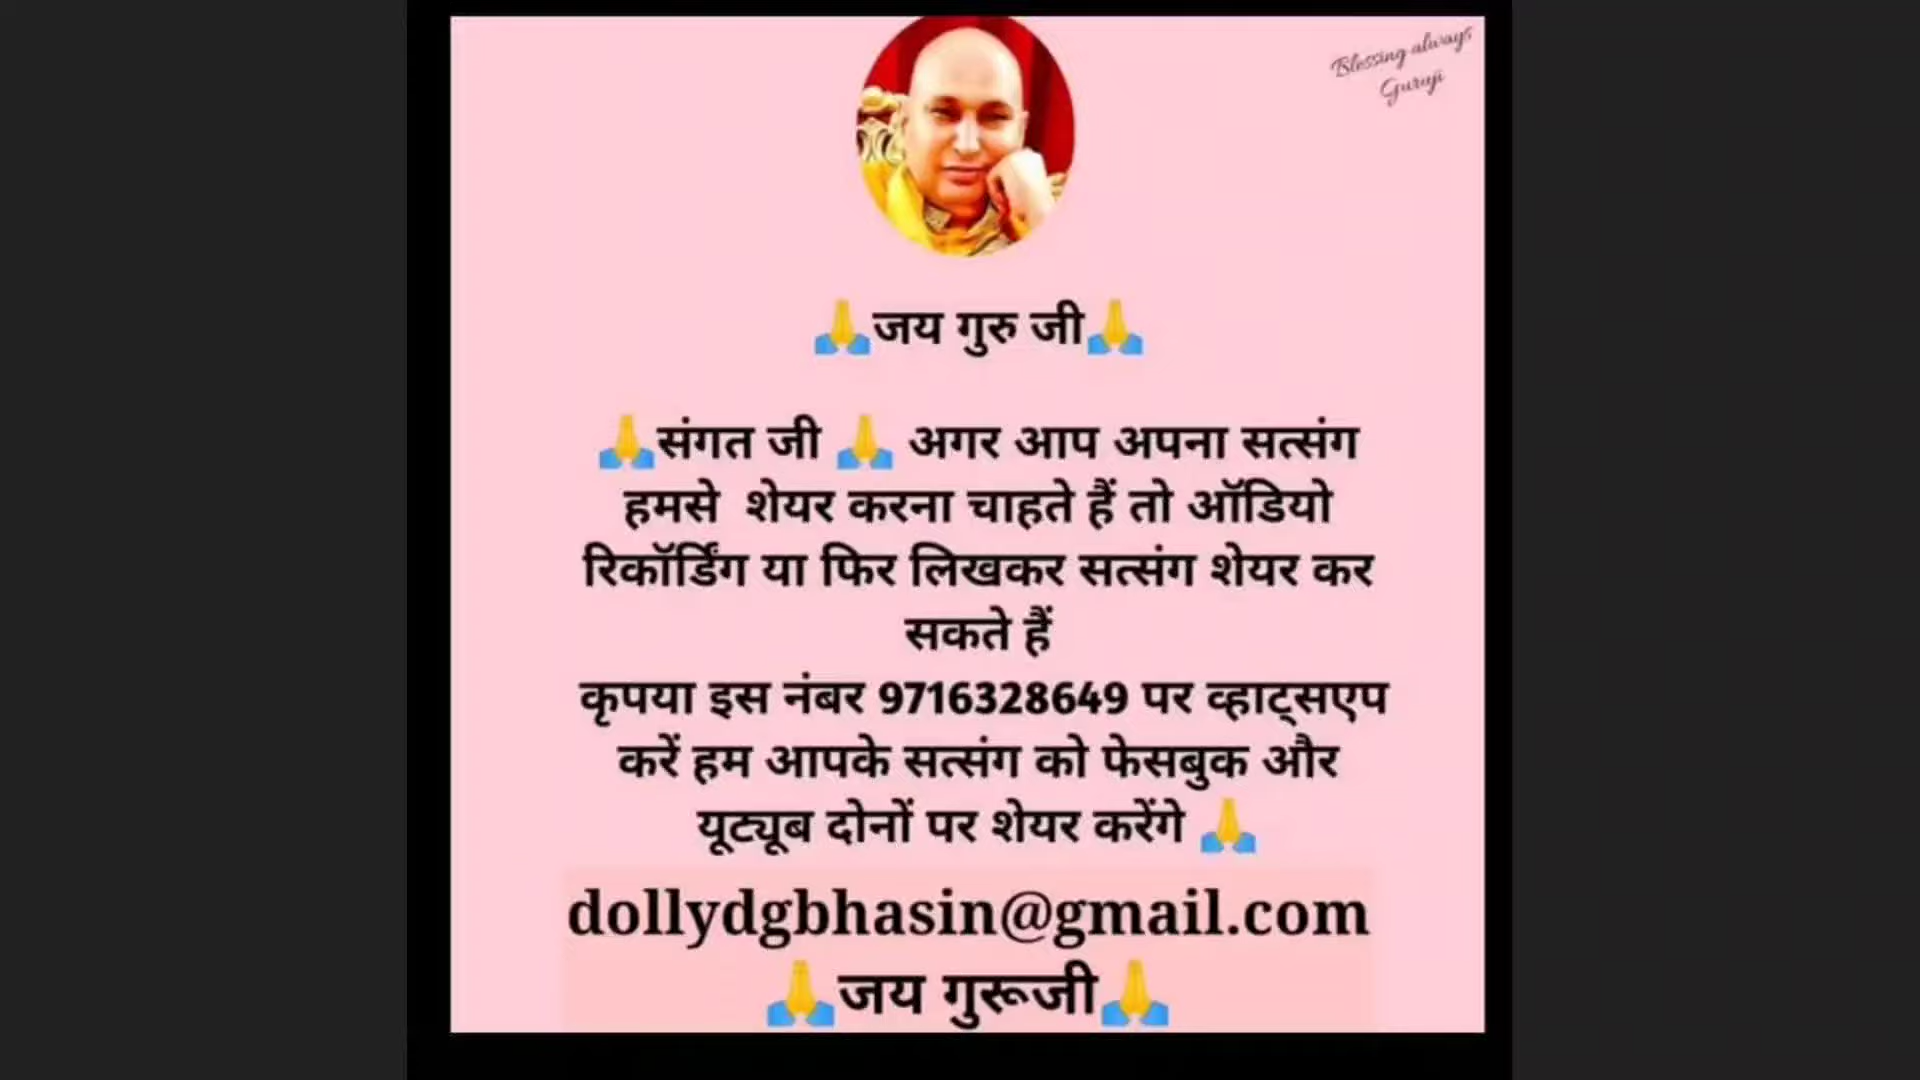 Blessing always
Guruji
🙏जय गुरु जी🙏
🙏संगत जी 🙏 अगर आप अपना सत्संग
हमसे शेयर करना चाहते हैं तो ऑडियो
रिकॉर्डिंग या फिर लिखकर सत्संग शेयर कर
सकते हैं
कृपया इस नंबर 9716328649 पर व्हाट्सएप
करें हम आपके सत्संग को फेसबुक और
यूट्यूब दोनों पर शेयर करेंगे 🙏
dollydgbhasin@gmail.com
🙏जय गुरूजी🙏